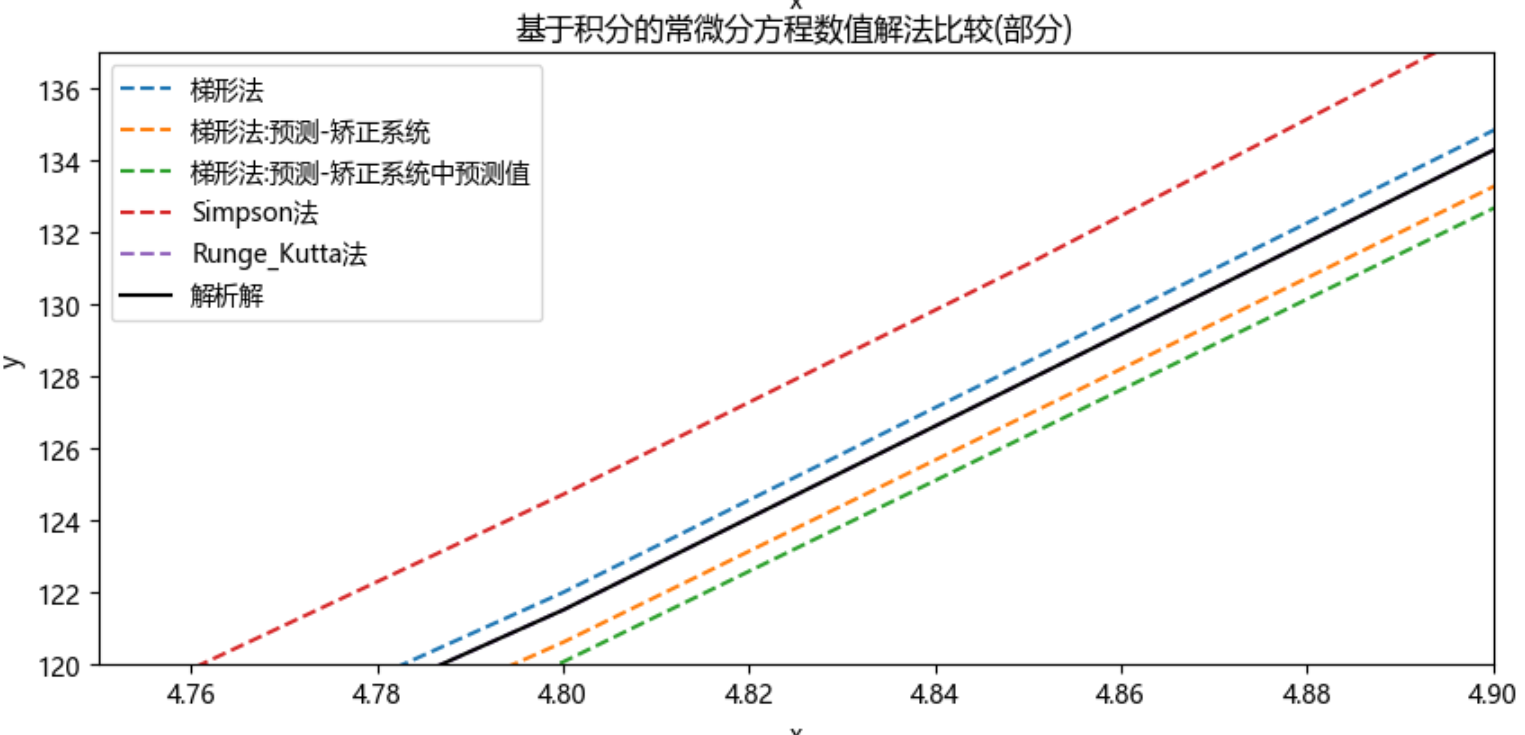 x
基于积分的常微分方程数值解法比较(部分)
136
134
132
130
128
126
124
122
120
y
梯形法
梯形法:预测-矫正系统
梯形法:预测-矫正系统中预测值
Simpson法
Runge_Kutta法
解析解
4.76 4.78 4.80 4.82 4.84 4.86 4.88 4.90
x